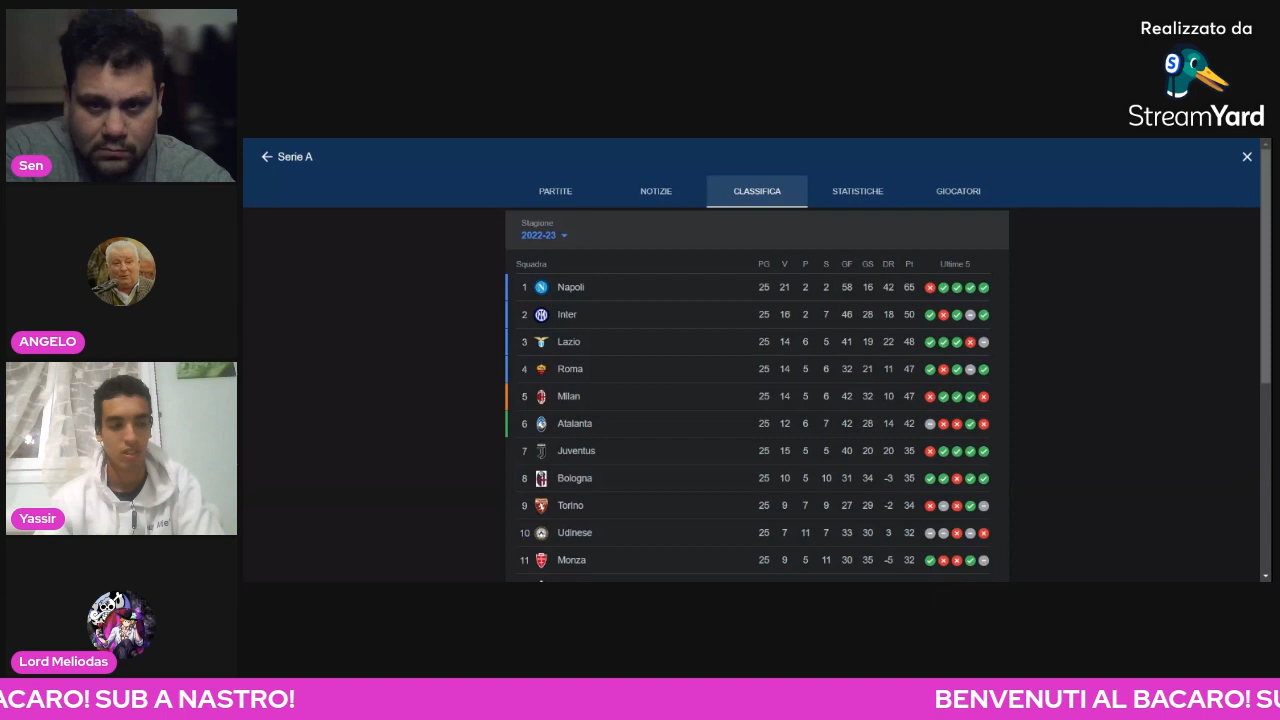 Realizzato da
StreamYard
Sen
ANGELO
Yassir
Lord Meliodas
Serie A
PARTITE NOTIZIE CLASSIFICA STATISTICHE GIOCATORI
Stagione
2022-23
Squadra PG V P S GF GS DR Pt Ultime 5
1 Napoli 25 21 2 2 58 16 42 65
2 Inter 25 16 2 7 46 28 18 50
3 Lazio 25 14 6 5 41 19 22 48
4 Roma 25 14 5 6 32 21 11 47
5 Milan 25 14 5 6 42 32 10 47
6 Atalanta 25 12 6 7 42 28 14 42
7 Juventus 25 15 5 5 40 20 20 35
8 Bologna 25 10 5 10 31 34 -3 35
9 Torino 25 9 7 9 27 29 -2 34
10 Udinese 25 7 11 7 33 30 3 32
11 Monza 25 9 5 11 30 35 -5 32
ACARO! SUB A NASTRO! BENVENUTI AL BACARO! SU